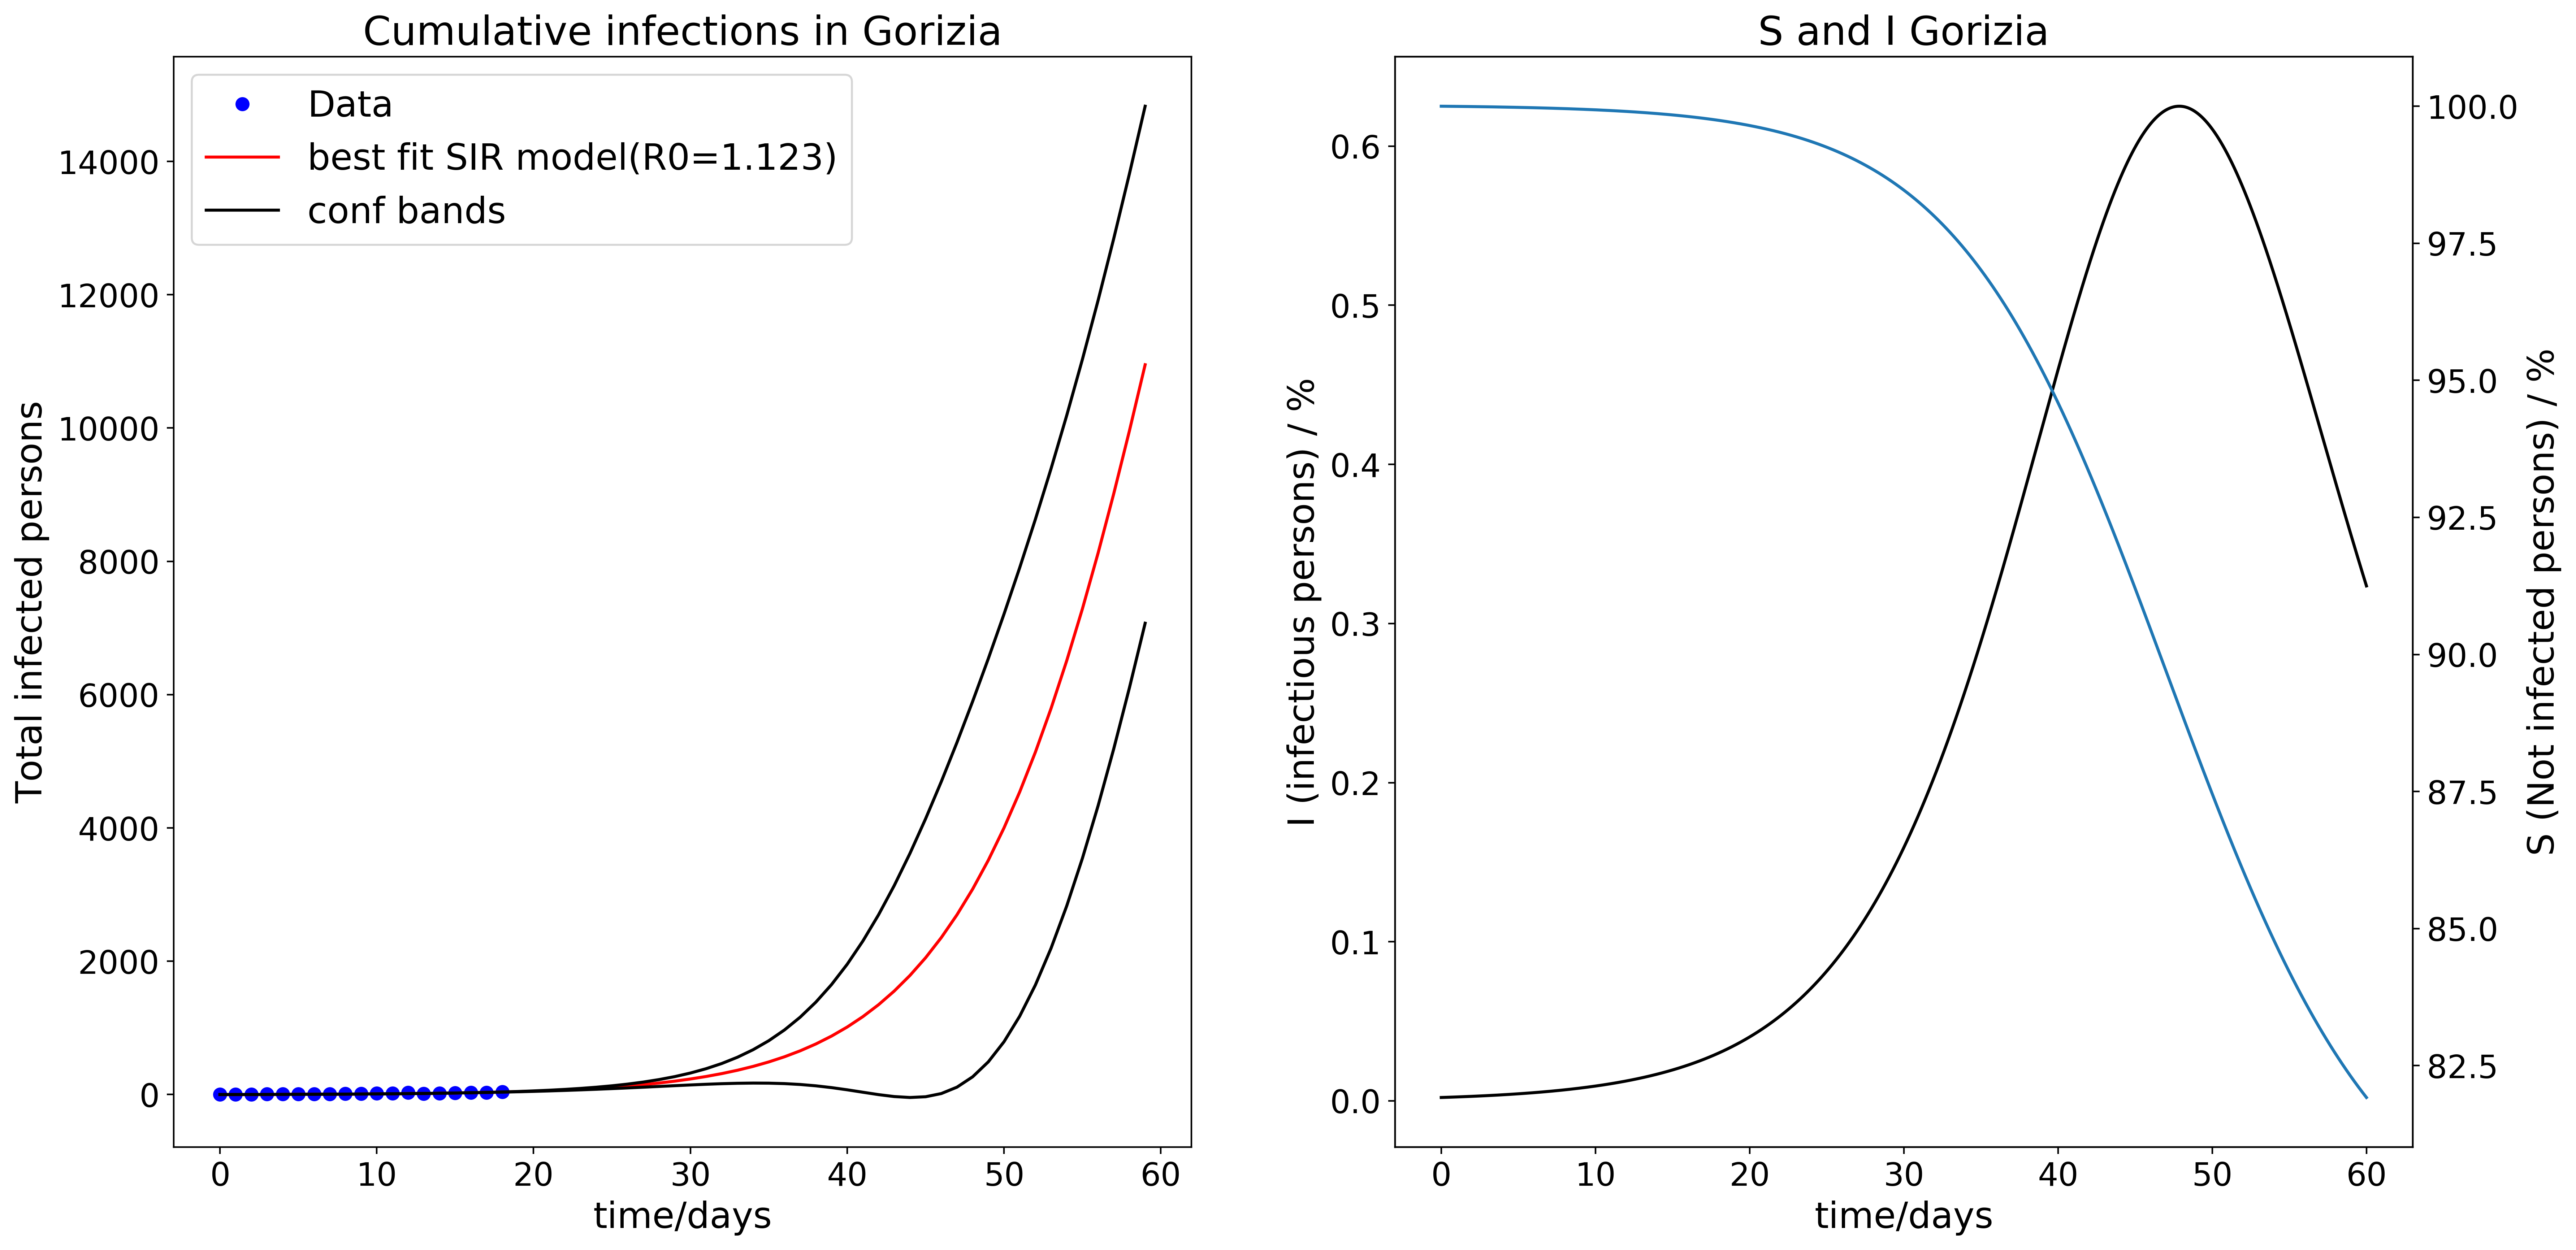 Cumulative infections in Gorizia
Data
best fit SIR model(R0=1.123)
conf bands
Total infected persons
14000
12000
10000
8000
6000
4000
2000
0
0 10 20 30 40 50 60
time/days
S and I Gorizia
I (infectious persons) / %
0.6
0.5
0.4
0.3
0.2
0.1
0.0
100.0
97.5
95.0
92.5
90.0
87.5
85.0
82.5
S (Not infected persons) / %
0 10 20 30 40 50 60
time/days